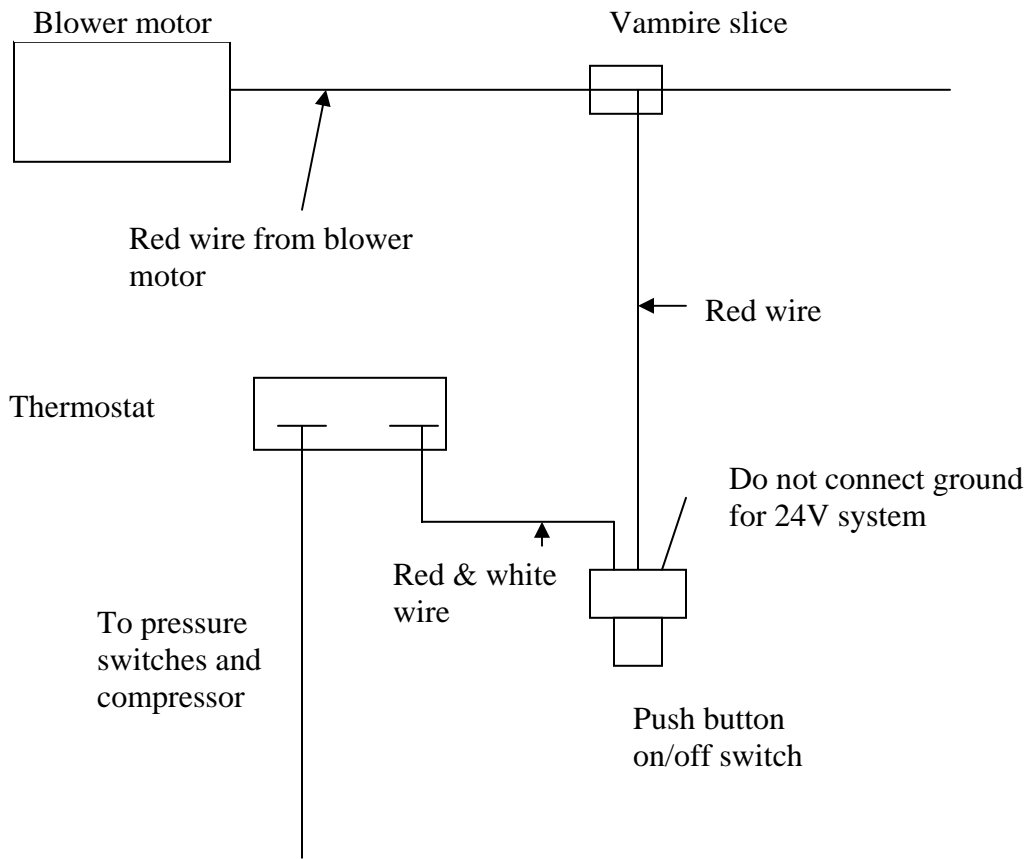 Blower motor
Vampire slice
Red wire from blower
motor
Red wire
Thermostat
Do not connect ground
for 24V system
Red & white
wire
To pressure
switches and
compressor
Push button
on/off switch